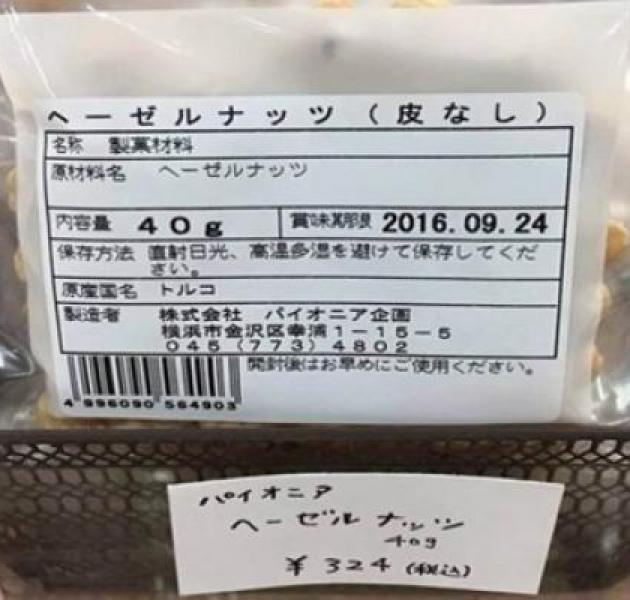 ヘーゼルナッツ(皮なし)
名称 製菓材料
原材料名 ヘーゼルナッツ
内容量 40g 賞味期限 2016.09.24
保存方法 直射日光、高温多湿を避けて保存してくだ
さい。
原産国名 トルコ
製造者 株式会社 パイオニア企画
横浜市金沢区幸浦1-15-5
045(773)4802
開封後はお早めにご使用ください。
4996090564903
パイオニア
ヘーゼルナッツ
40g
¥324(税込)